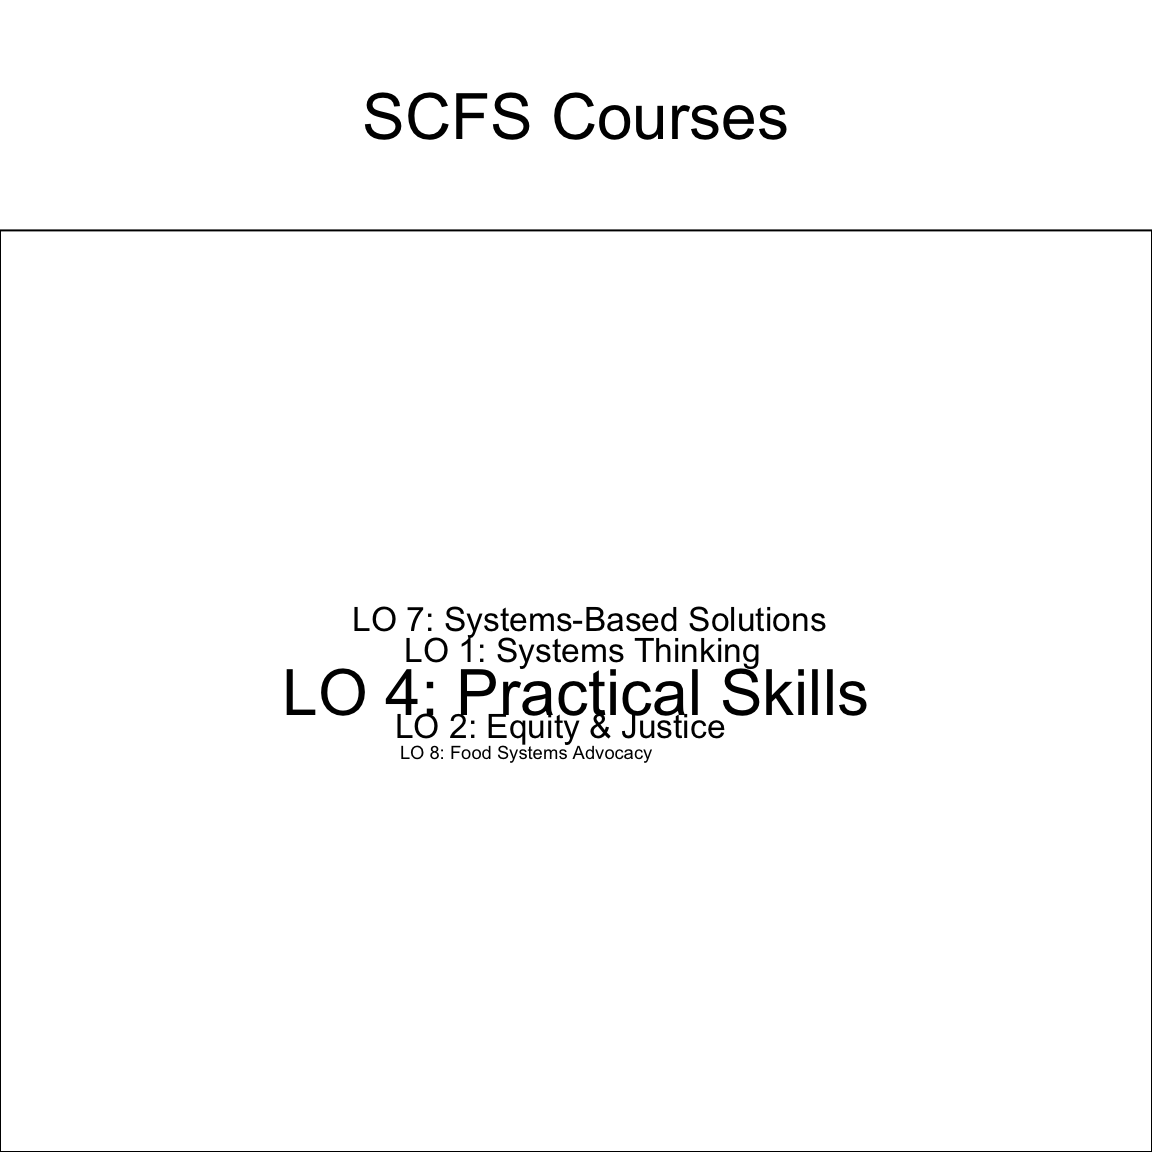 SCFS Courses
LO 7: Systems-Based Solutions
LO 1: Systems Thinking
LO 4: Practical Skills
LO 2: Equity & Justice
LO 8: Food Systems Advocacy